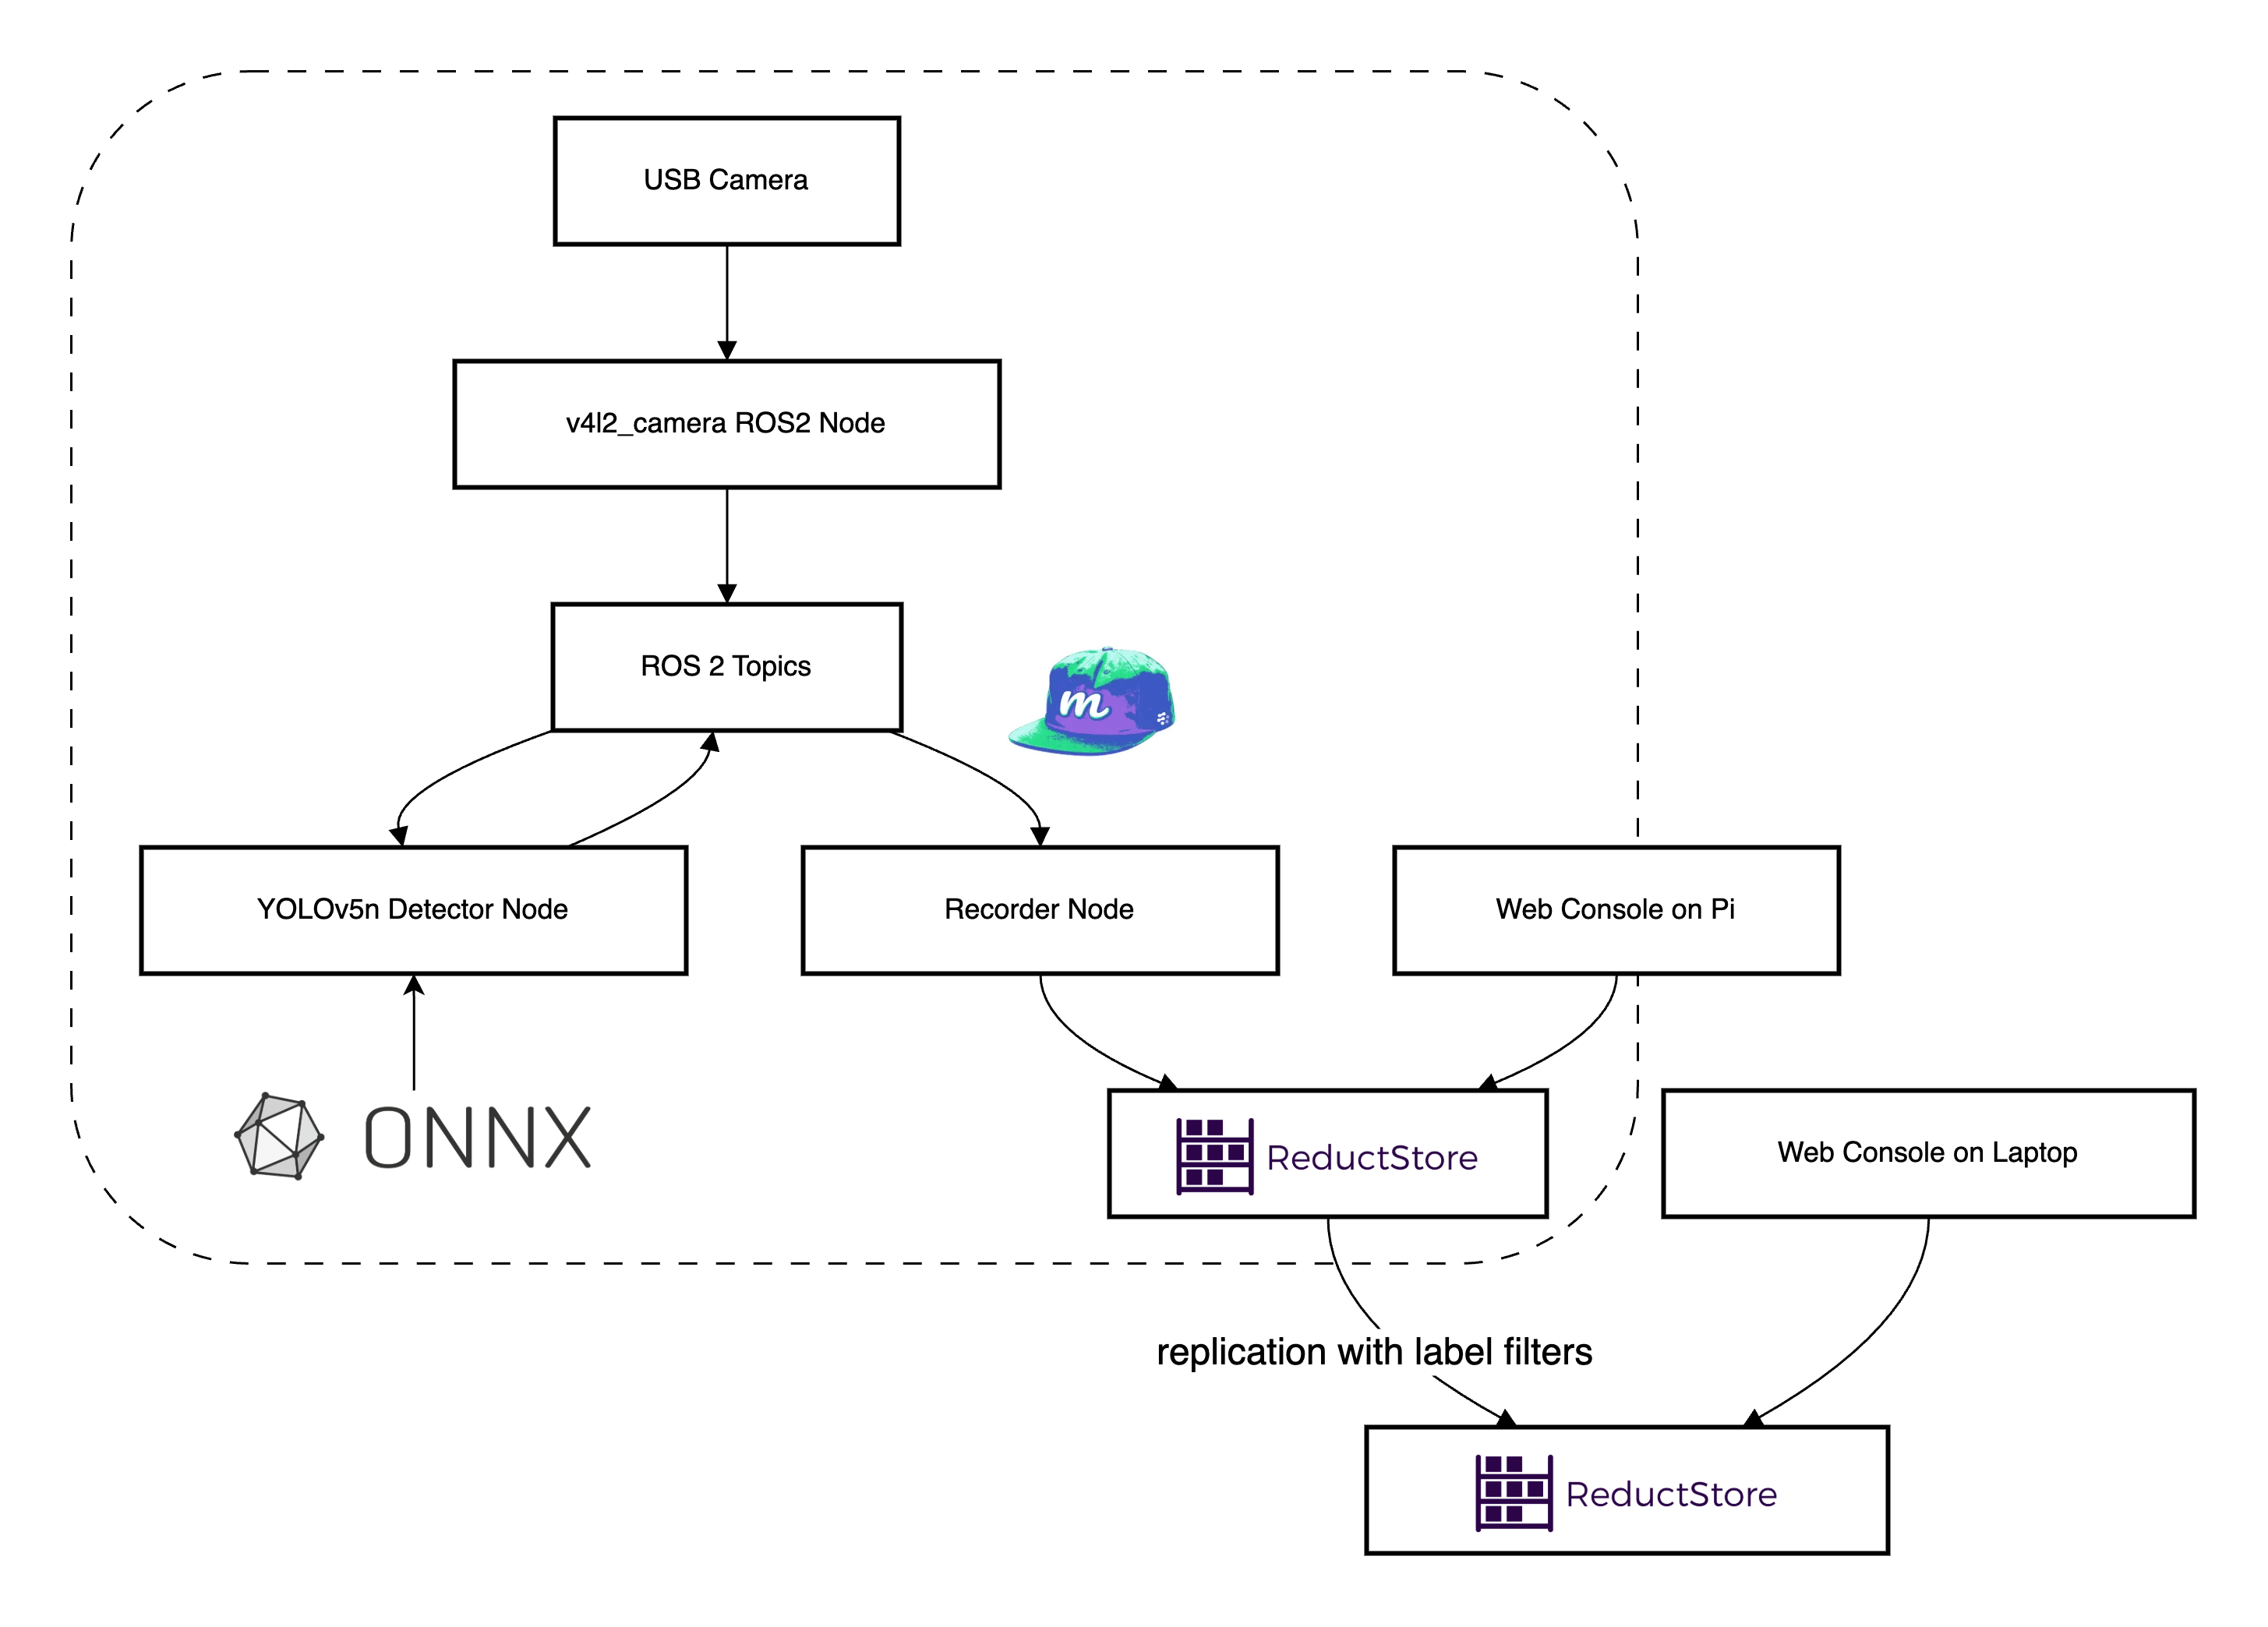 USB Camera
v4l2_camera ROS2 Node
ROS 2 Topics
m
YOLOv5n Detector Node
Recorder Node
Web Console on Pi
ONNX
ReductStore
Web Console on Laptop
replication with label filters
ReductStore